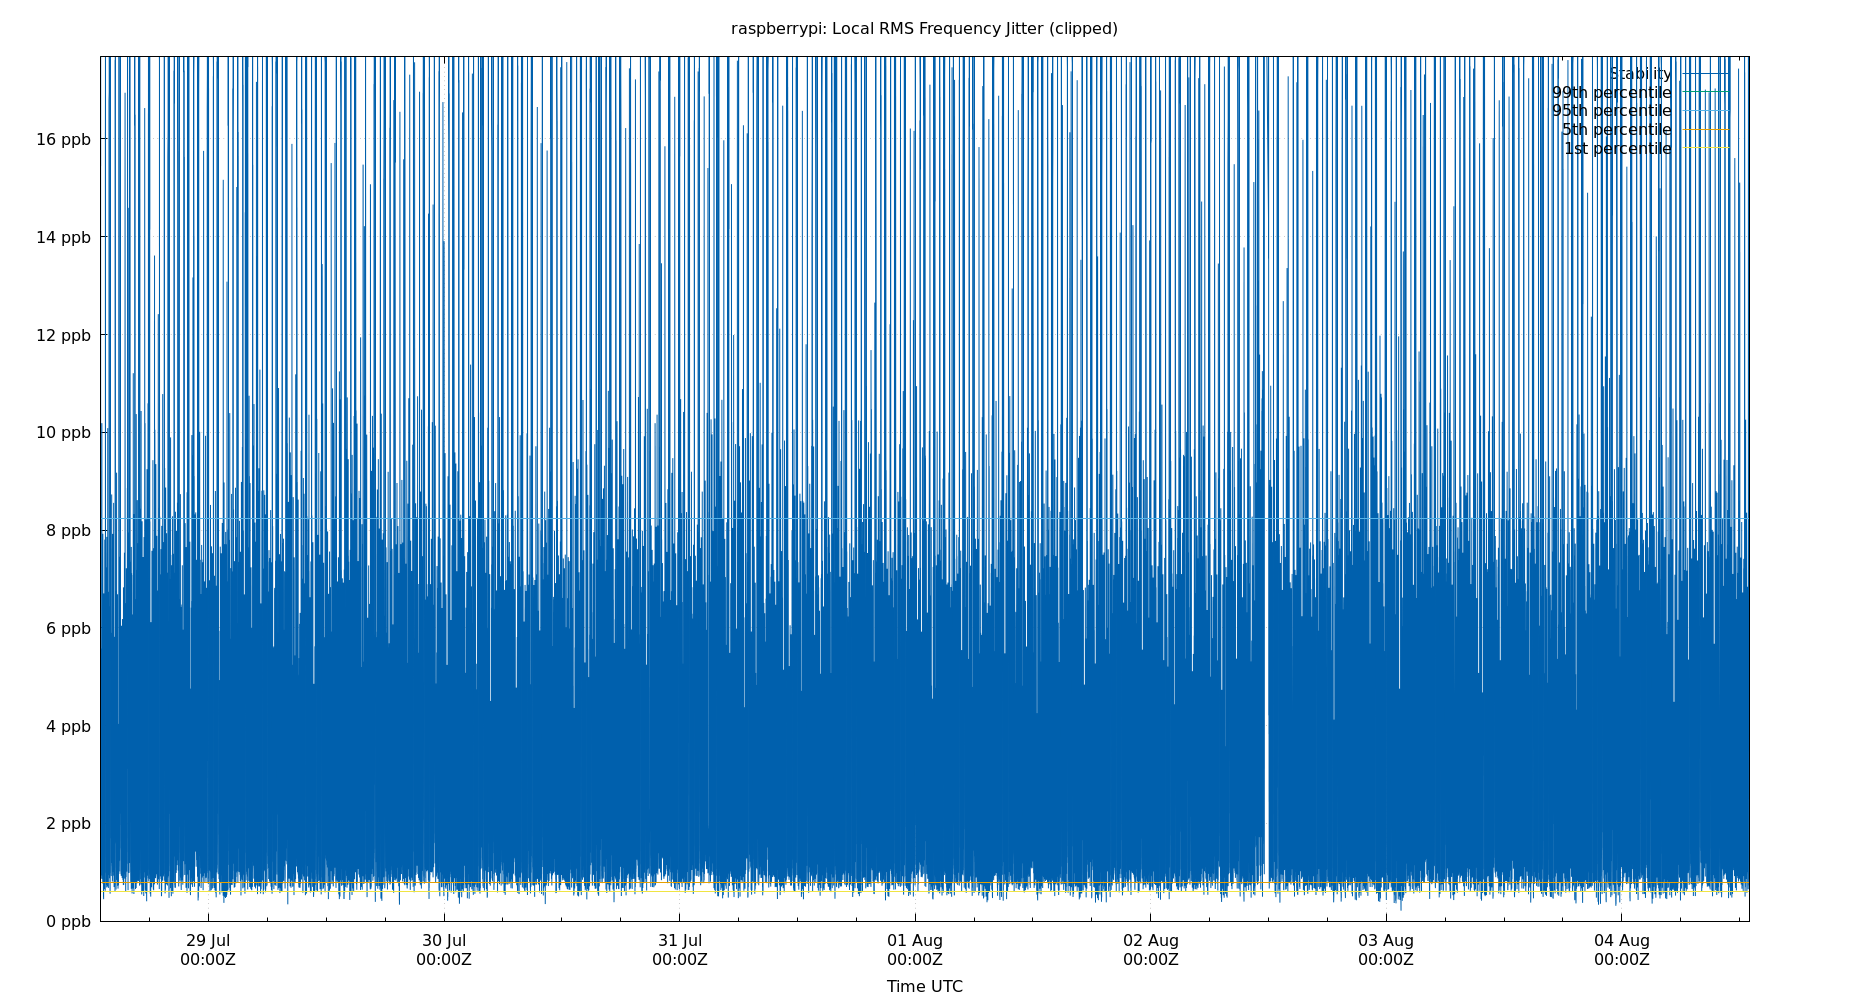 raspberrypi: Local RMS Frequency Jitter (clipped)
Stability
99th percentile
95th percentile
5th percentile
1st percentile
16 ppb
14 ppb
12 ppb
10 ppb
8 ppb
6 ppb
4 ppb
2 ppb
0 ppb
29 Jul 30 Jul 31 Jul 01 Aug 02 Aug 03 Aug 04 Aug
00:00Z 00:00Z 00:00Z 00:00Z 00:00Z 00:00Z 00:00Z
Time UTC